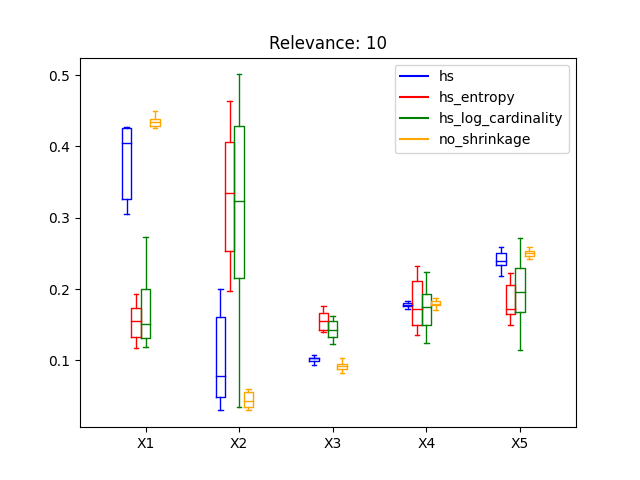 Relevance: 10
hs
hs_entropy
hs_log_cardinality
no_shrinkage
0.5
0.4
0.3
0.2
0.1
X1 X2 X3 X4 X5